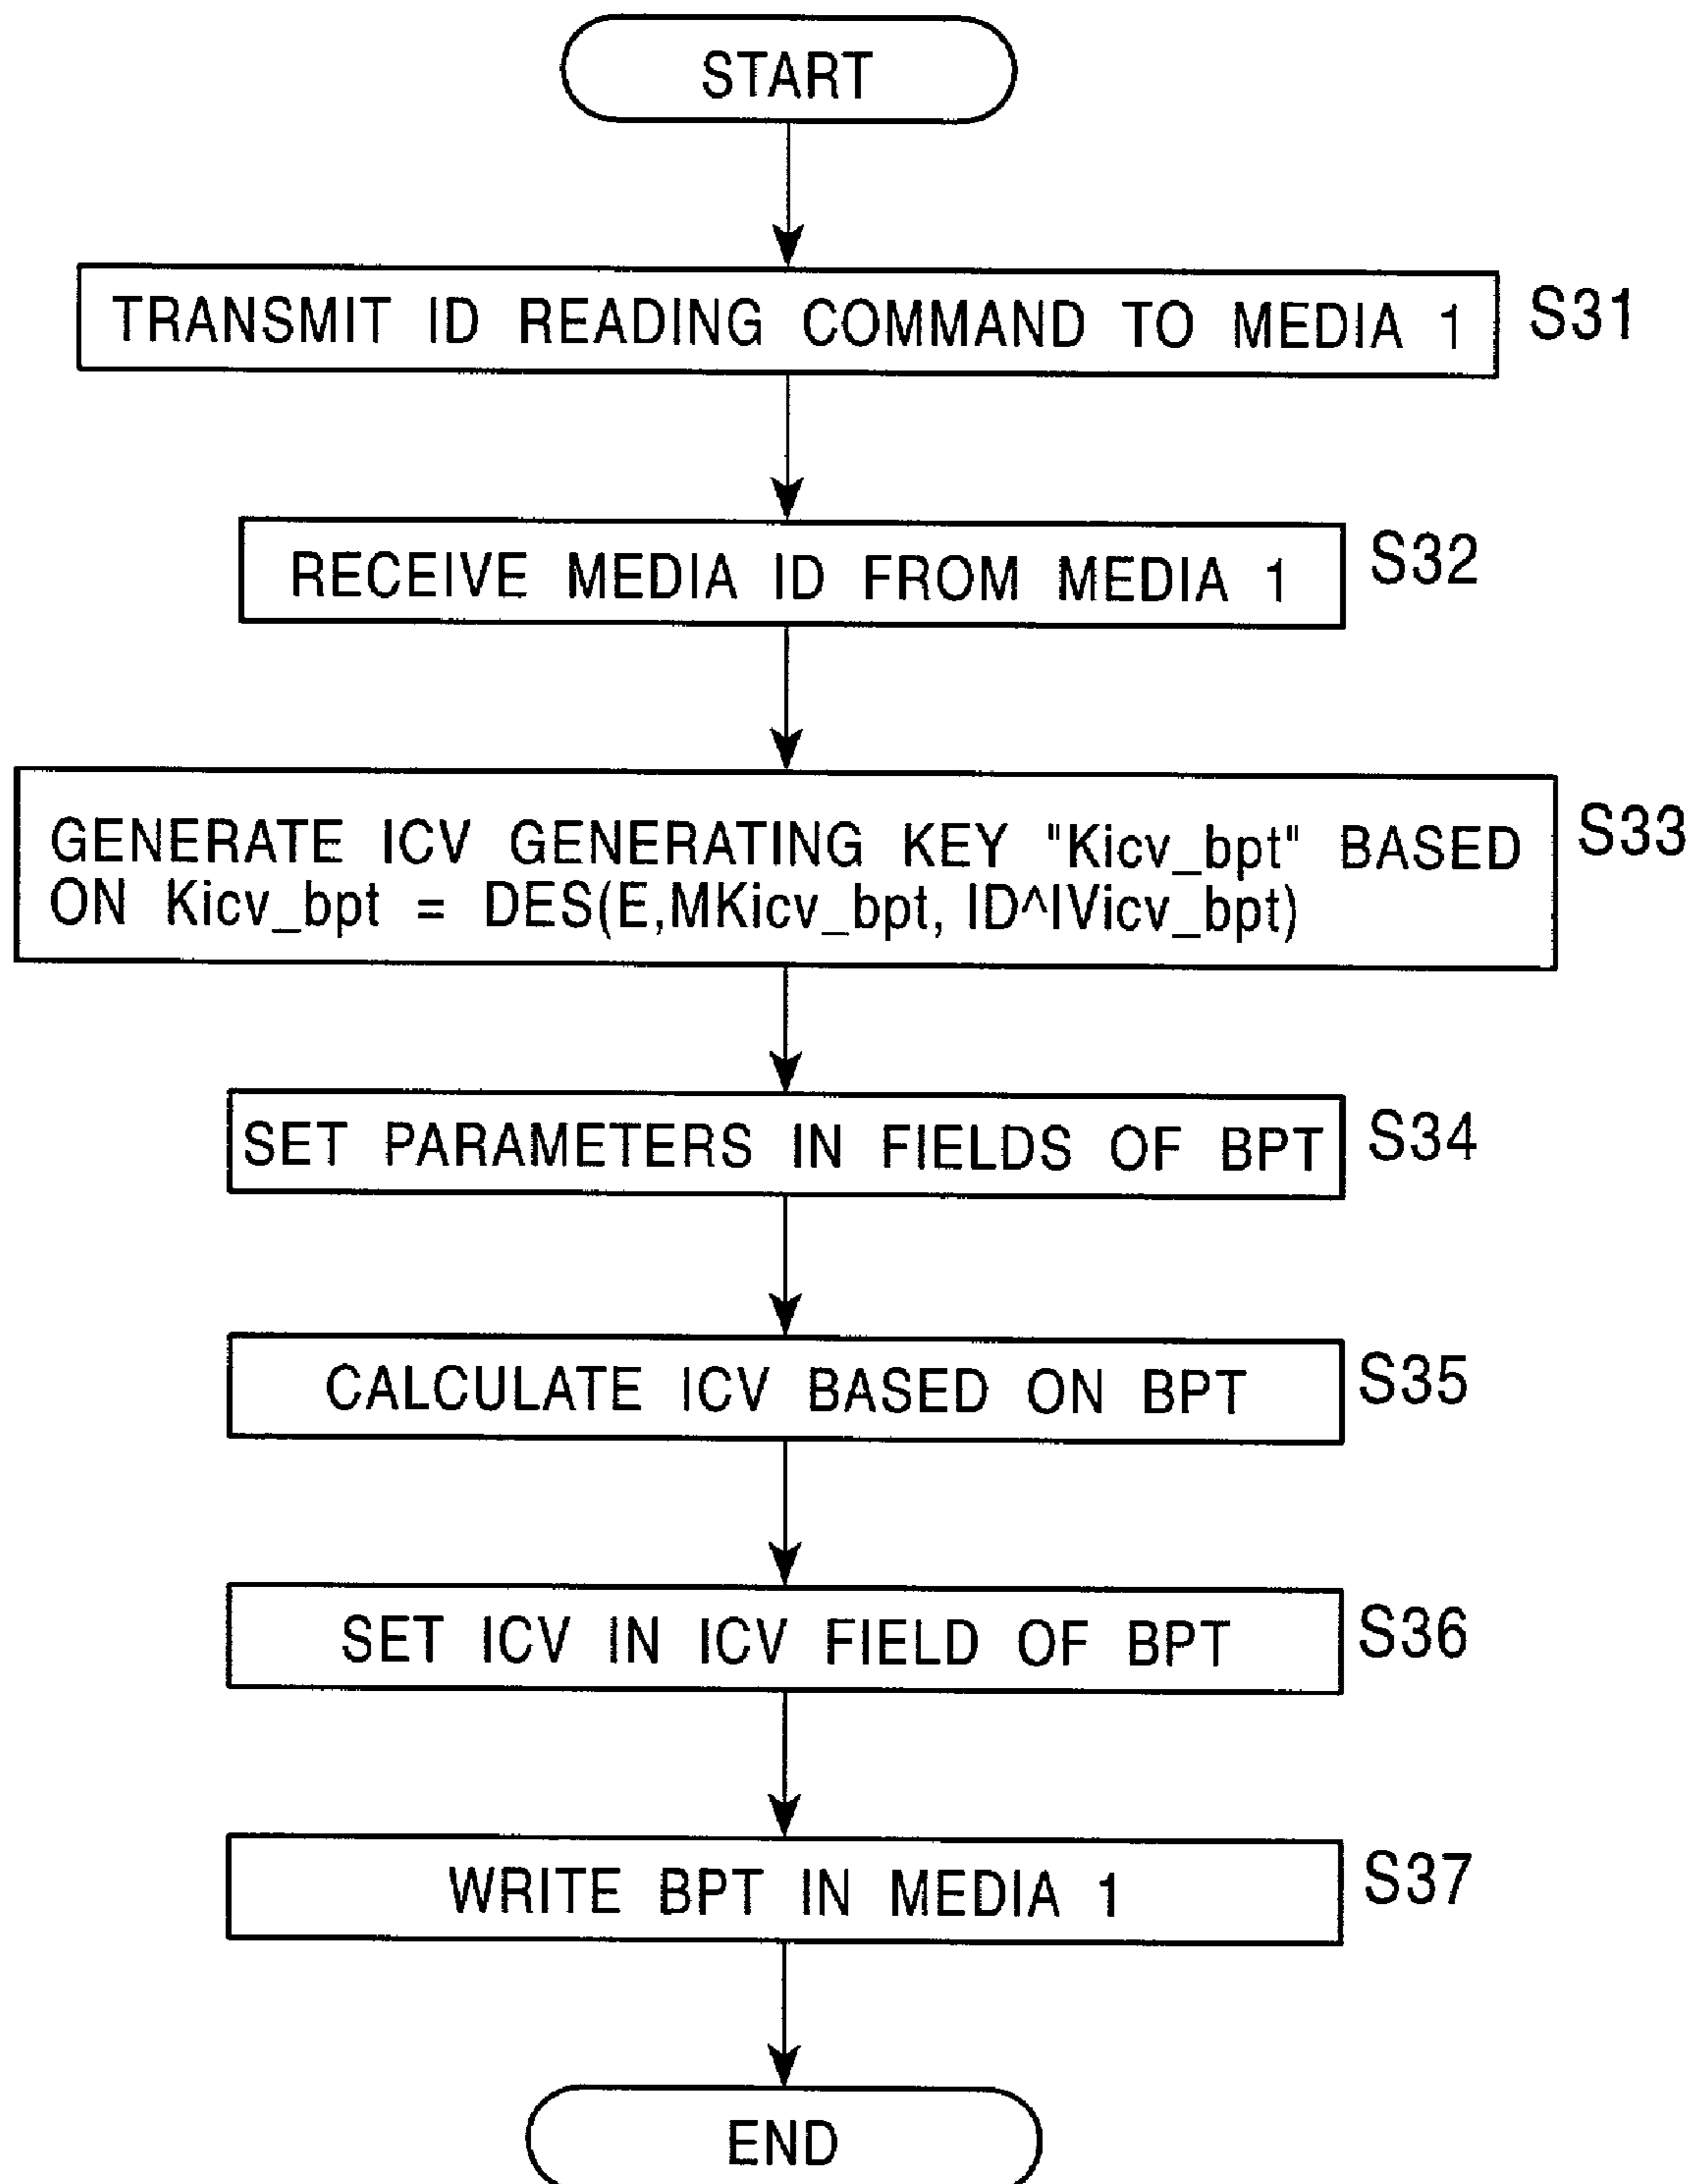 START
TRANSMIT ID READING COMMAND TO MEDIA 1 S31
RECEIVE MEDIA ID FROM MEDIA 1 S32
GENERATE ICV GENERATING KEY "Kicv_bpt" BASED S33
ON Kicv_bpt = DES(E,MKicv_bpt, ID^IVicv_bpt)
SET PARAMETERS IN FIELDS OF BPT S34
CALCULATE ICV BASED ON BPT S35
SET ICV IN ICV FIELD OF BPT S36
WRITE BPT IN MEDIA 1 S37
END